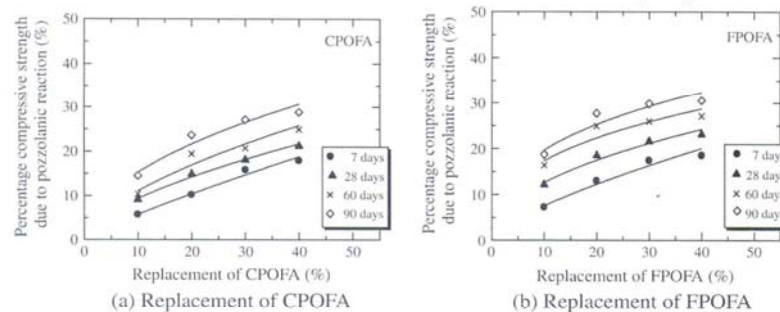 Percentage compressive strength
due to pozzolanic reaction (%)
50
40
30
20
10
0
CPOFA
7 days
28 days
60 days
90 days
0 10 20 30 40 50
Replacement of CPOFA (%)
(a) Replacement of CPOFA
Percentage compressive strength
due to pozzolanic reaction (%)
50
40
30
20
10
0
FPOFA
7 days
28 days
60 days
90 days
0 10 20 30 40 50
Replacement of FPOFA (%)
(b) Replacement of FPOFA